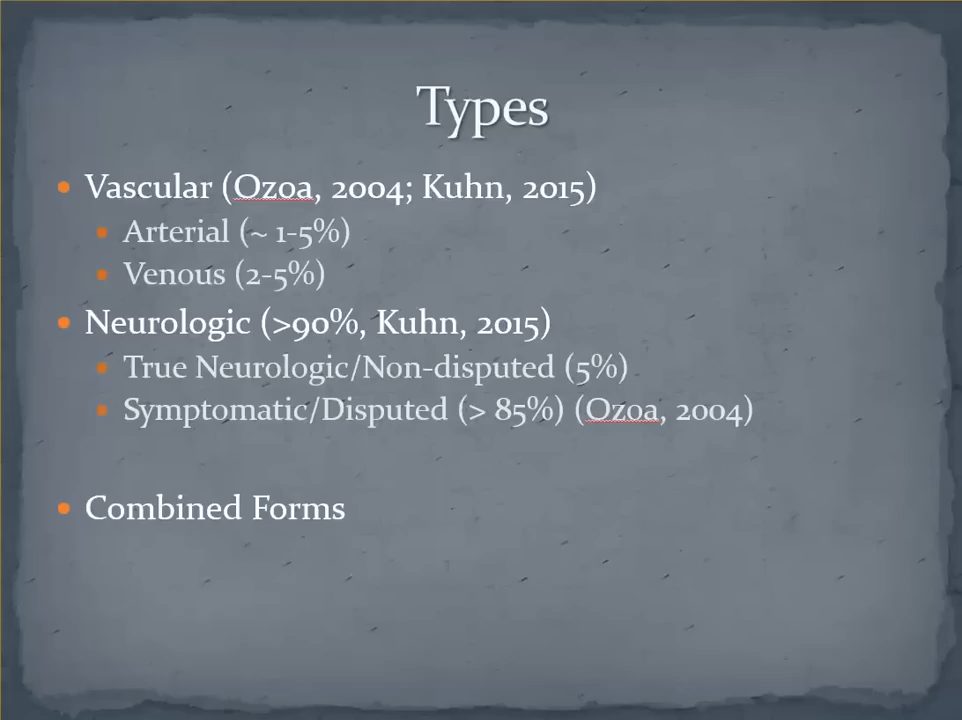 Types
Vascular (Ozoa, 2004; Kuhn, 2015)
Arterial (~ 1-5%)
Venous (2-5%)
Neurologic (>90%, Kuhn, 2015)
True Neurologic/Non-disputed (5%)
Symptomatic/Disputed (> 85%) (Ozoa, 2004)
Combined Forms